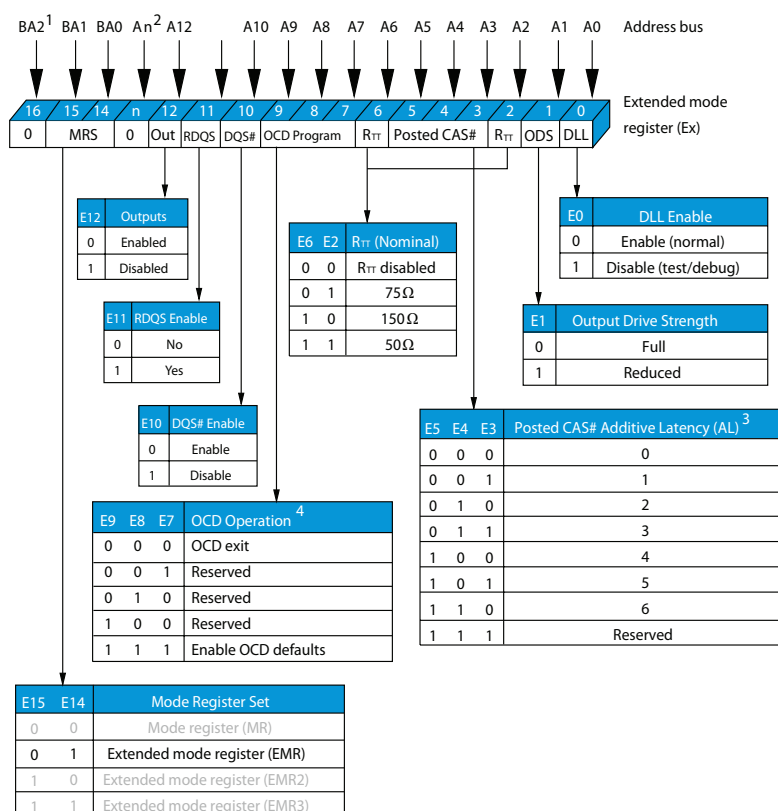 BA2¹ BA1 BA0 An² A12 A10 A9 A8 A7 A6 A5 A4 A3 A2 A1 A0 Address bus
16 15 14 n 12 11 10 9 8 7 6 5 4 3 2 1 0
Extended mode
register (Ex)
0 MRS 0 Out RDQS DQS# OCD Program RTT Posted CAS# RTT ODS DLL
E12 Outputs
0 Enabled
1 Disabled
E6 E2 RTT (Nominal)
0 0 RTT disabled
0 1 75Ω
1 0 150Ω
1 1 50Ω
E0 DLL Enable
0 Enable (normal)
1 Disable (test/debug)
E11 RDQS Enable
0 No
1 Yes
E1 Output Drive Strength
0 Full
1 Reduced
E10 DQS# Enable
0 Enable
1 Disable
E5 E4 E3 Posted CAS# Additive Latency (AL)³
0 0 0 0
0 0 1 1
0 1 0 2
0 1 1 3
1 0 0 4
1 0 1 5
1 1 0 6
1 1 1 Reserved
E9 E8 E7 OCD Operation⁴
0 0 0 OCD exit
0 0 1 Reserved
0 1 0 Reserved
1 0 0 Reserved
1 1 1 Enable OCD defaults
E15 E14 Mode Register Set
0 0 Mode register (MR)
0 1 Extended mode register (EMR)
1 0 Extended mode register (EMR2)
1 1 Extended mode register (EMR3)